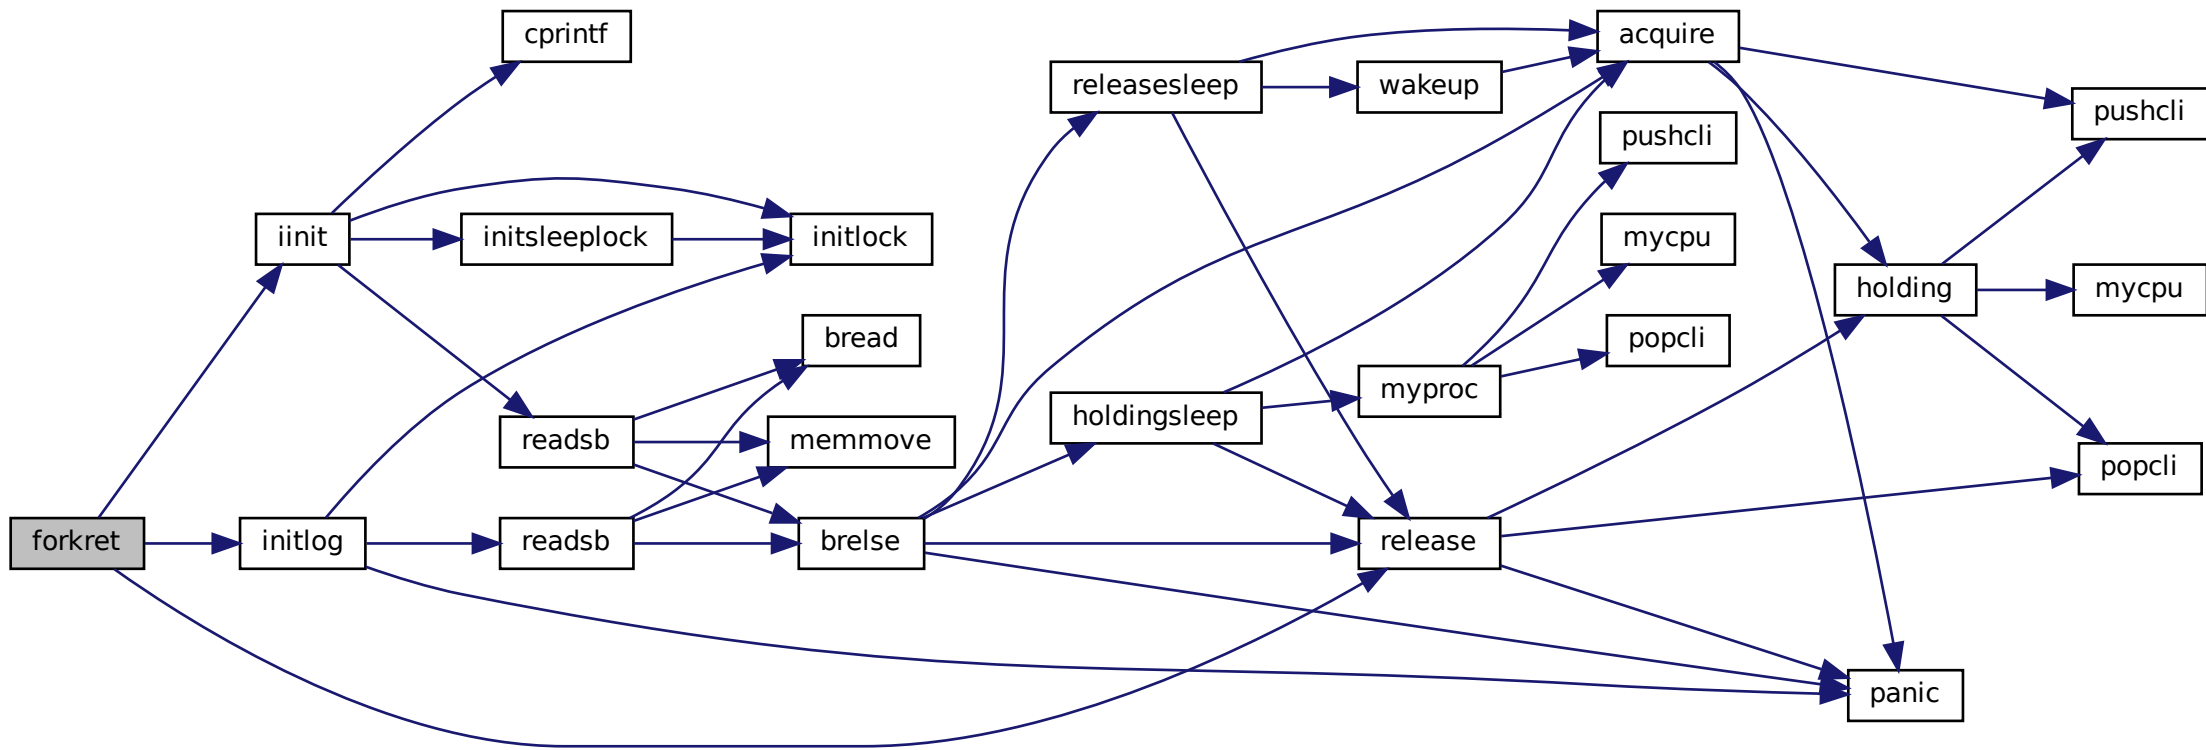 cprintf
acquire
releasesleep
wakeup
pushcli
pushcli
iinit
initsleeplock
initlock
mycpu
holding
mycpu
bread
popcli
myproc
holdingsleep
readsb
memmove
popcli
forkret
initlog
readsb
brelse
release
panic